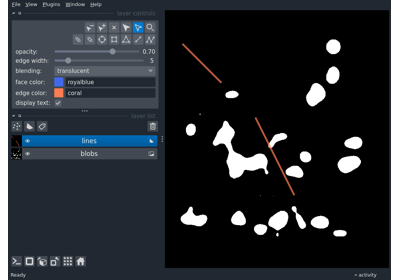 File View Plugins Window Help
layer controls
opacity: 0.70
edge width: 5
blending: translucent
face color: royalblue
edge color: coral
display text:
layer list
lines
blobs
activity